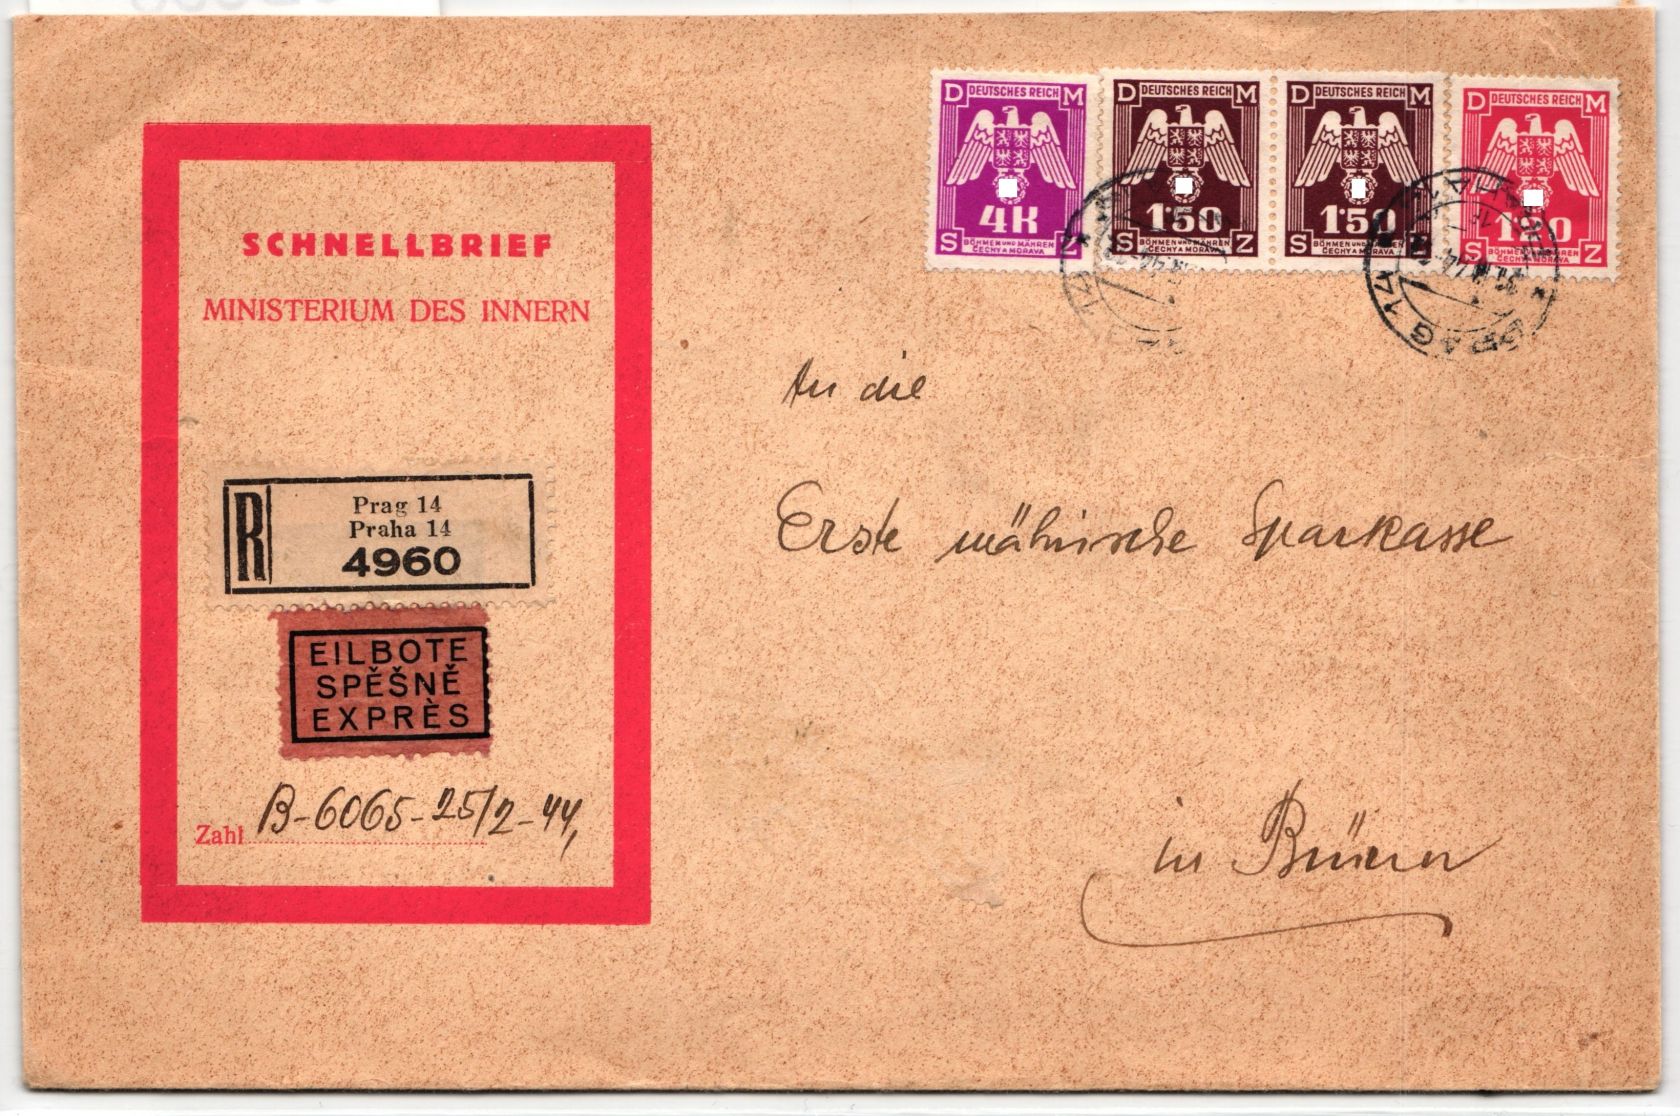 D DEUTSCHES REICH M
4K
S BÖHMEN UND MÄHREN Z
ČECHY A MORAVA
D DEUTSCHES REICH M
1·50
S BÖHMEN UND MÄHREN Z
ČECHY A MORAVA
D DEUTSCHES REICH M
1·50
S BÖHMEN UND MÄHREN Z
ČECHY A MORAVA
D DEUTSCHES REICH M
S BÖHMEN UND MÄHREN Z
ČECHY A MORAVA
PRAG 14
SCHNELLBRIEF
MINISTERIUM DES INNERN
An die
Erste mährische Sparkasse
in Brünn
R
Prag 14
Praha 14
4960
EILBOTE
SPĚŠNĚ
EXPRÈS
Zahl B-6065-25/2-44,